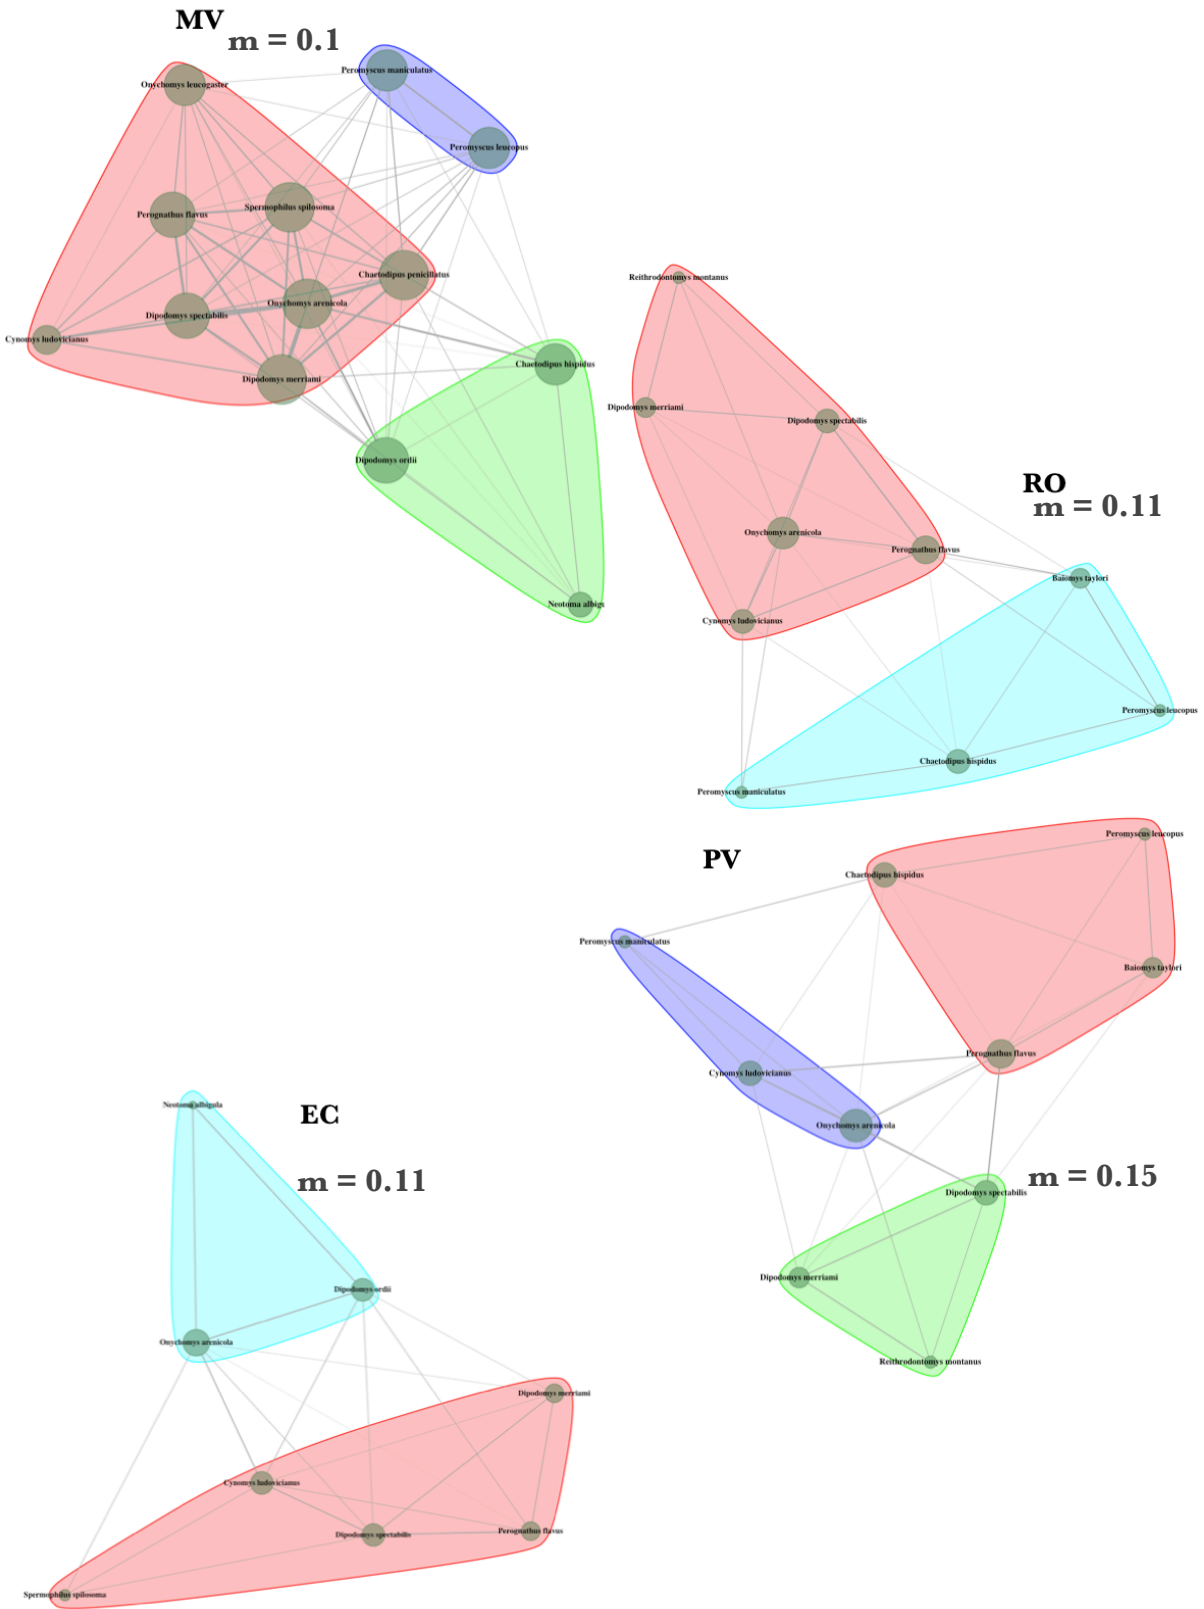 MV
m = 0.1
Peromyscus maniculatus
Onychomys leucogaster
Peromyscus leucopus
Spermophilus spilosoma
Perognathus flavus
Chaetodipus penicillatus
Onychomys arenicola
Dipodomys spectabilis
Cynomys ludovicianus
Chaetodipus hispidus
Dipodomys merriami
Dipodomys ordii
Neotoma albigu
Reithrodontomys montanus
Dipodomys merriami
Dipodomys spectabilis
RO
m = 0.11
Onychomys arenicola
Perognathus flavus
Baiomys taylori
Cynomys ludovicianus
Peromyscus leucopus
Chaetodipus hispidus
Peromyscus maniculatus
PV
Peromyscus leucopus
Chaetodipus hispidus
Peromyscus maniculatus
Baiomys taylori
Perognathus flavus
Cynomys ludovicianus
Onychomys arenicola
m = 0.15
Dipodomys spectabilis
Dipodomys merriami
Reithrodontomys montanus
EC
m = 0.11
Neotoma albigula
Dipodomys ordii
Onychomys arenicola
Dipodomys merriami
Cynomys ludovicianus
Dipodomys spectabilis
Perognathus flavus
Spermophilus spilosoma